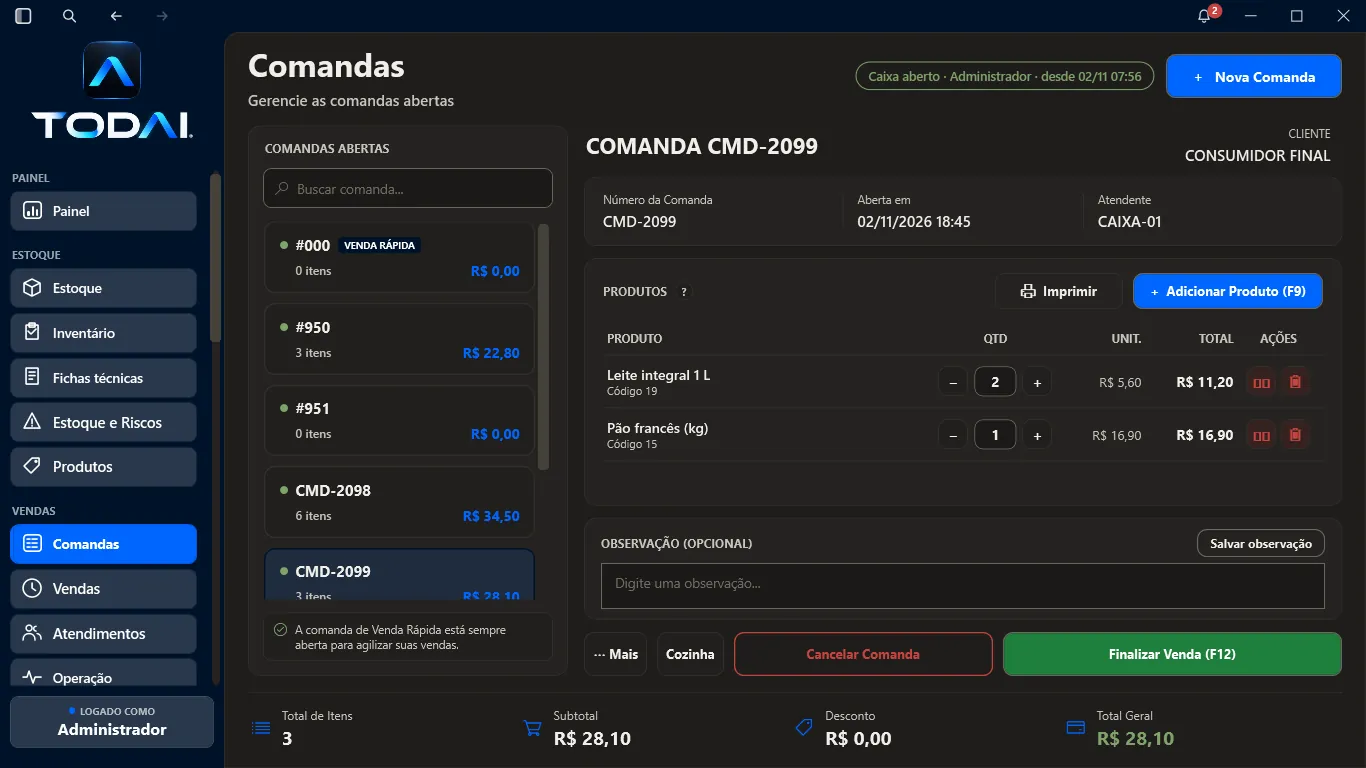 2
TODAI.
PAINEL
Painel
ESTOQUE
Estoque
Inventário
Fichas técnicas
Estoque e Riscos
Produtos
VENDAS
Comandas
Vendas
Atendimentos
Operação
LOGADO COMO
Administrador
Comandas
Gerencie as comandas abertas
Caixa aberto · Administrador · desde 02/11 07:56
+ Nova Comanda
COMANDAS ABERTAS
Buscar comanda...
#000 VENDA RÁPIDA
0 itens R$ 0,00
#950
3 itens R$ 22,80
#951
0 itens R$ 0,00
CMD-2098
6 itens R$ 34,50
CMD-2099
3 itens R$ 28,10
A comanda de Venda Rápida está sempre
aberta para agilizar suas vendas.
COMANDA CMD-2099
CLIENTE
CONSUMIDOR FINAL
Número da Comanda
CMD-2099
Aberta em
02/11/2026 18:45
Atendente
CAIXA-01
PRODUTOS ?
Imprimir
+ Adicionar Produto (F9)
PRODUTO QTD UNIT. TOTAL AÇÕES
Leite integral 1 L
Código 19
– 2 + R$ 5,60 R$ 11,20
Pão francês (kg)
Código 15
– 1 + R$ 16,90 R$ 16,90
OBSERVAÇÃO (OPCIONAL)
Salvar observação
Digite uma observação...
··· Mais
Cozinha
Cancelar Comanda
Finalizar Venda (F12)
Total de Itens
3
Subtotal
R$ 28,10
Desconto
R$ 0,00
Total Geral
R$ 28,10